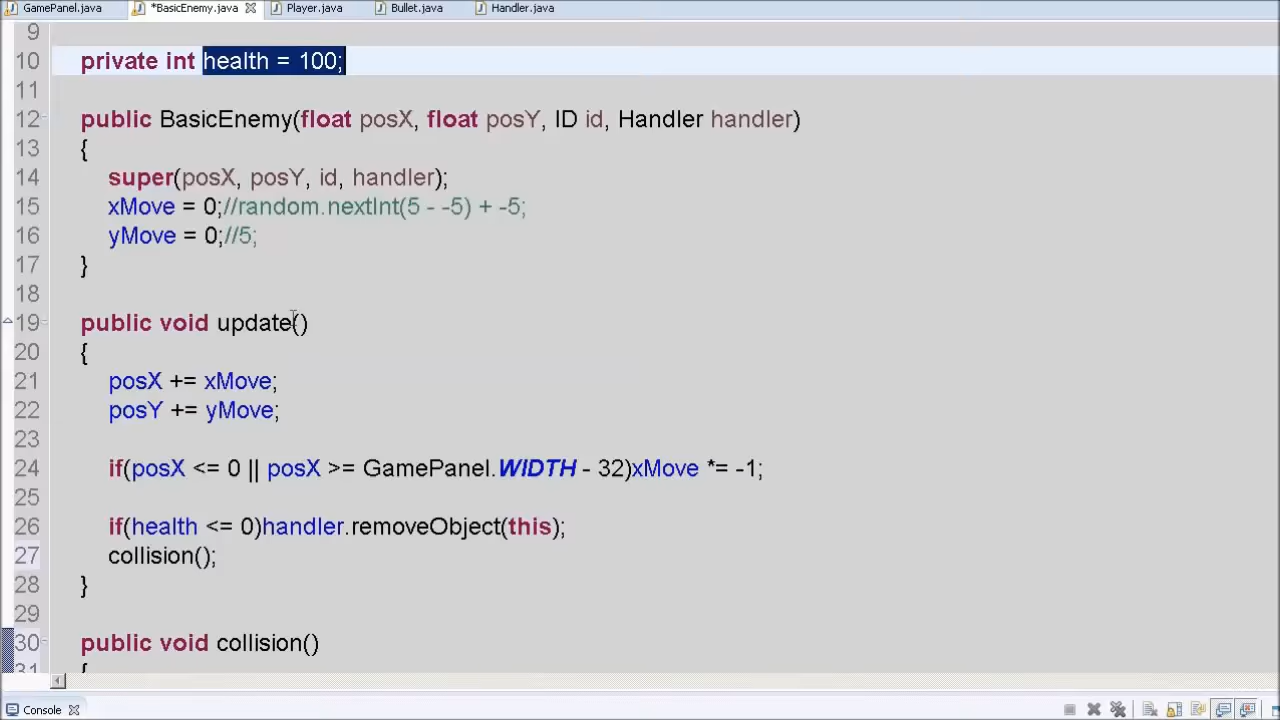 GamePanel.java *BasicEnemy.java Player.java Bullet.java Handler.java
9
10 private int health = 100;
11
12 public BasicEnemy(float posX, float posY, ID id, Handler handler)
13 {
14 super(posX, posY, id, handler);
15 xMove = 0;//random.nextInt(5 - -5) + -5;
16 yMove = 0;//5;
17 }
18
19 public void update()
20 {
21 posX += xMove;
22 posY += yMove;
23
24 if(posX <= 0 || posX >= GamePanel.WIDTH - 32)xMove *= -1;
25
26 if(health <= 0)handler.removeObject(this);
27 collision();
28 }
29
30 public void collision()
31 {
Console